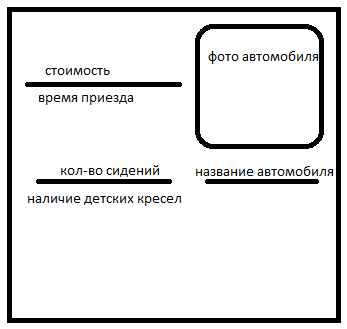 фото автомобиля
стоимость
время приезда
кол-во сидений
название автомобиля
наличие детских кресел